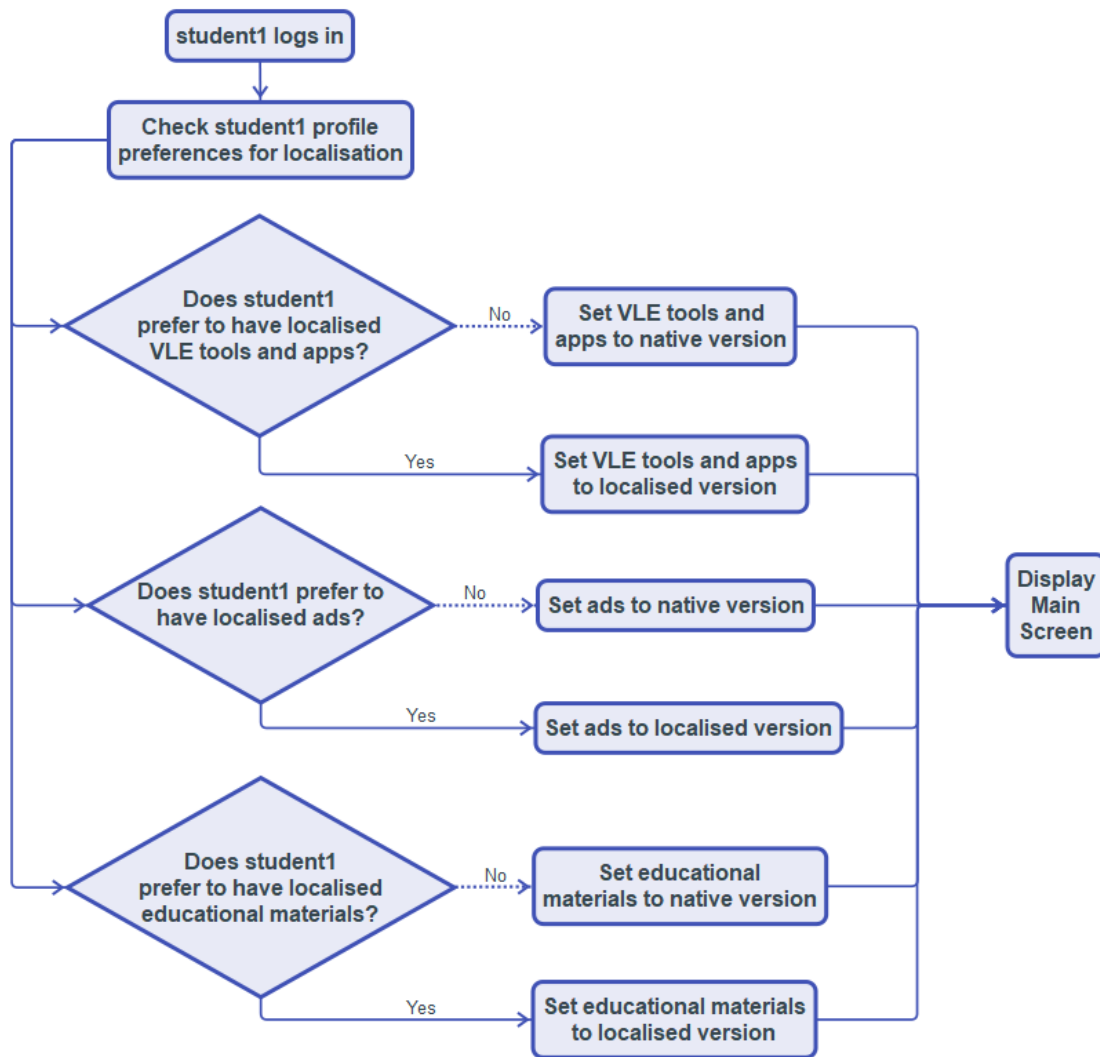 student1 logs in
Check student1 profile
preferences for localisation
Does student1
prefer to have localised
VLE tools and apps?
No
Set VLE tools and
apps to native version
Yes
Set VLE tools and apps
to localised version
Does student1 prefer to
have localised ads?
No
Set ads to native version
Yes
Set ads to localised version
Display
Main
Screen
Does student1
prefer to have localised
educational materials?
No
Set educational
materials to native version
Yes
Set educational materials
to localised version